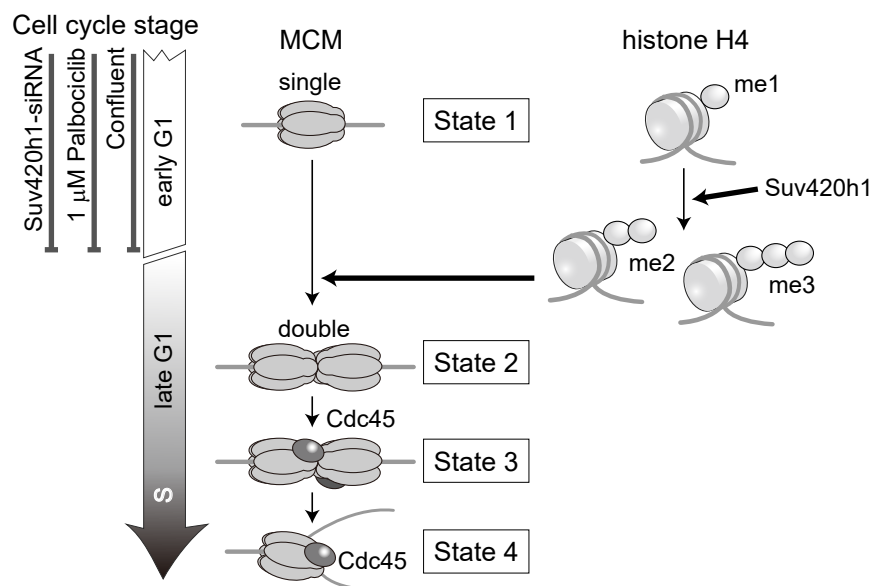 Cell cycle stage
Suv420h1-siRNA
1 μM Palbociclib
Confluent
early G1
late G1
S
MCM
single
State 1
double
State 2
Cdc45
State 3
Cdc45
State 4
histone H4
me1
Suv420h1
me2
me3